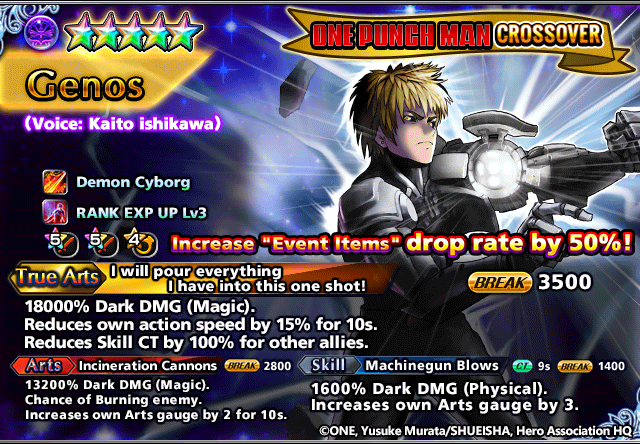 ONE PUNCH MAN CROSSOVER
Genos
(Voice: Kaito ishikawa)
Demon Cyborg
RANK EXP UP Lv3
5 5 4
Increase "Event Items" drop rate by 50%!
True Arts I will pour everything
I have into this one shot!
BREAK 3500
18000% Dark DMG (Magic).
Reduces own action speed by 15% for 10s.
Reduces Skill CT by 100% for other allies.
Arts Incineration Cannons BREAK 2800
13200% Dark DMG (Magic).
Chance of Burning enemy.
Increases own Arts gauge by 2 for 10s.
Skill Machinegun Blows CT 9s BREAK 1400
1600% Dark DMG (Physical).
Increases own Arts gauge by 3.
©ONE, Yusuke Murata/SHUEISHA, Hero Association HQ